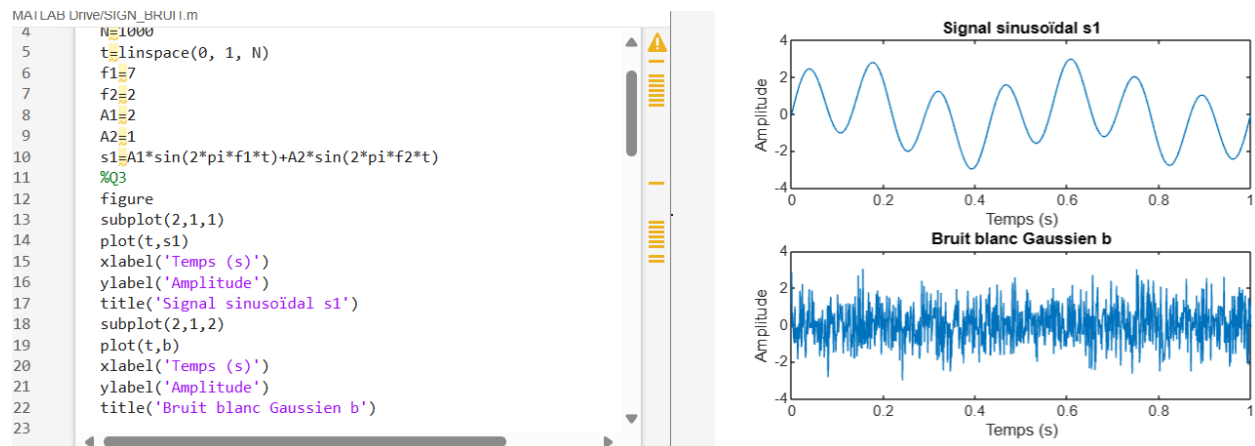 MATLAB Drive/SIGN_BRUIT.m
4 N=1000
5 t=linspace(0, 1, N)
6 f1=7
7 f2=2
8 A1=2
9 A2=1
10 s1=A1*sin(2*pi*f1*t)+A2*sin(2*pi*f2*t)
11 %Q3
12 figure
13 subplot(2,1,1)
14 plot(t,s1)
15 xlabel('Temps (s)')
16 ylabel('Amplitude')
17 title('Signal sinusoïdal s1')
18 subplot(2,1,2)
19 plot(t,b)
20 xlabel('Temps (s)')
21 ylabel('Amplitude')
22 title('Bruit blanc Gaussien b')
23
Signal sinusoïdal s1
4
2
0
-2
-4
Amplitude
0 0.2 0.4 0.6 0.8 1
Temps (s)
Bruit blanc Gaussien b
4
2
0
-2
-4
Amplitude
0 0.2 0.4 0.6 0.8 1
Temps (s)